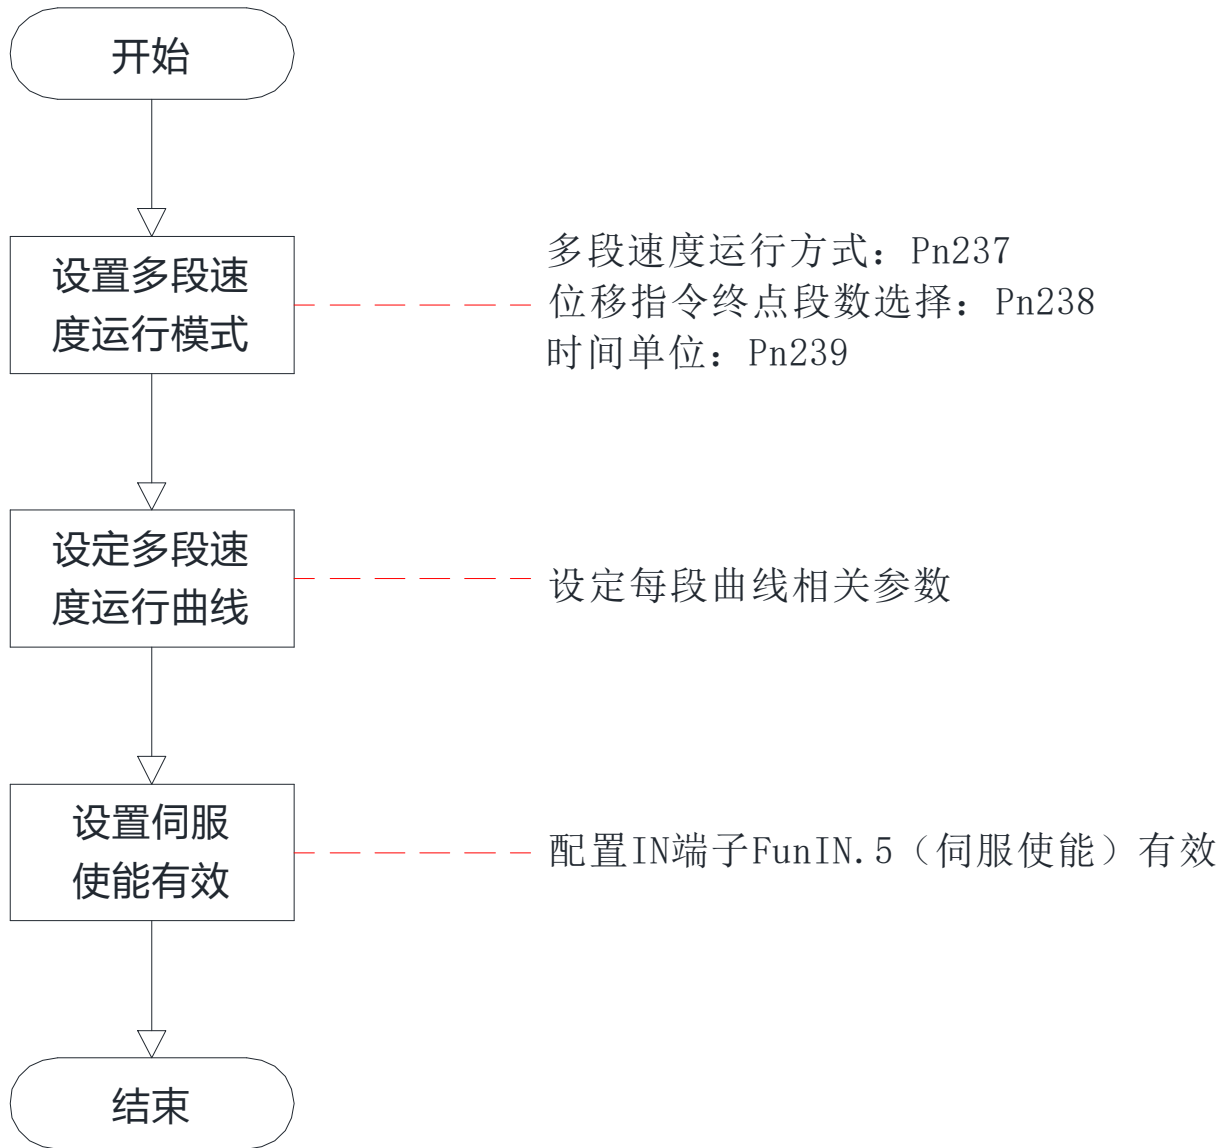 开始
设置多段速
度运行模式
多段速度运行方式：Pn237
位移指令终点段数选择：Pn238
时间单位：Pn239
设定多段速
度运行曲线
设定每段曲线相关参数
设置伺服
使能有效
配置IN端子FunIN.5（伺服使能）有效
结束